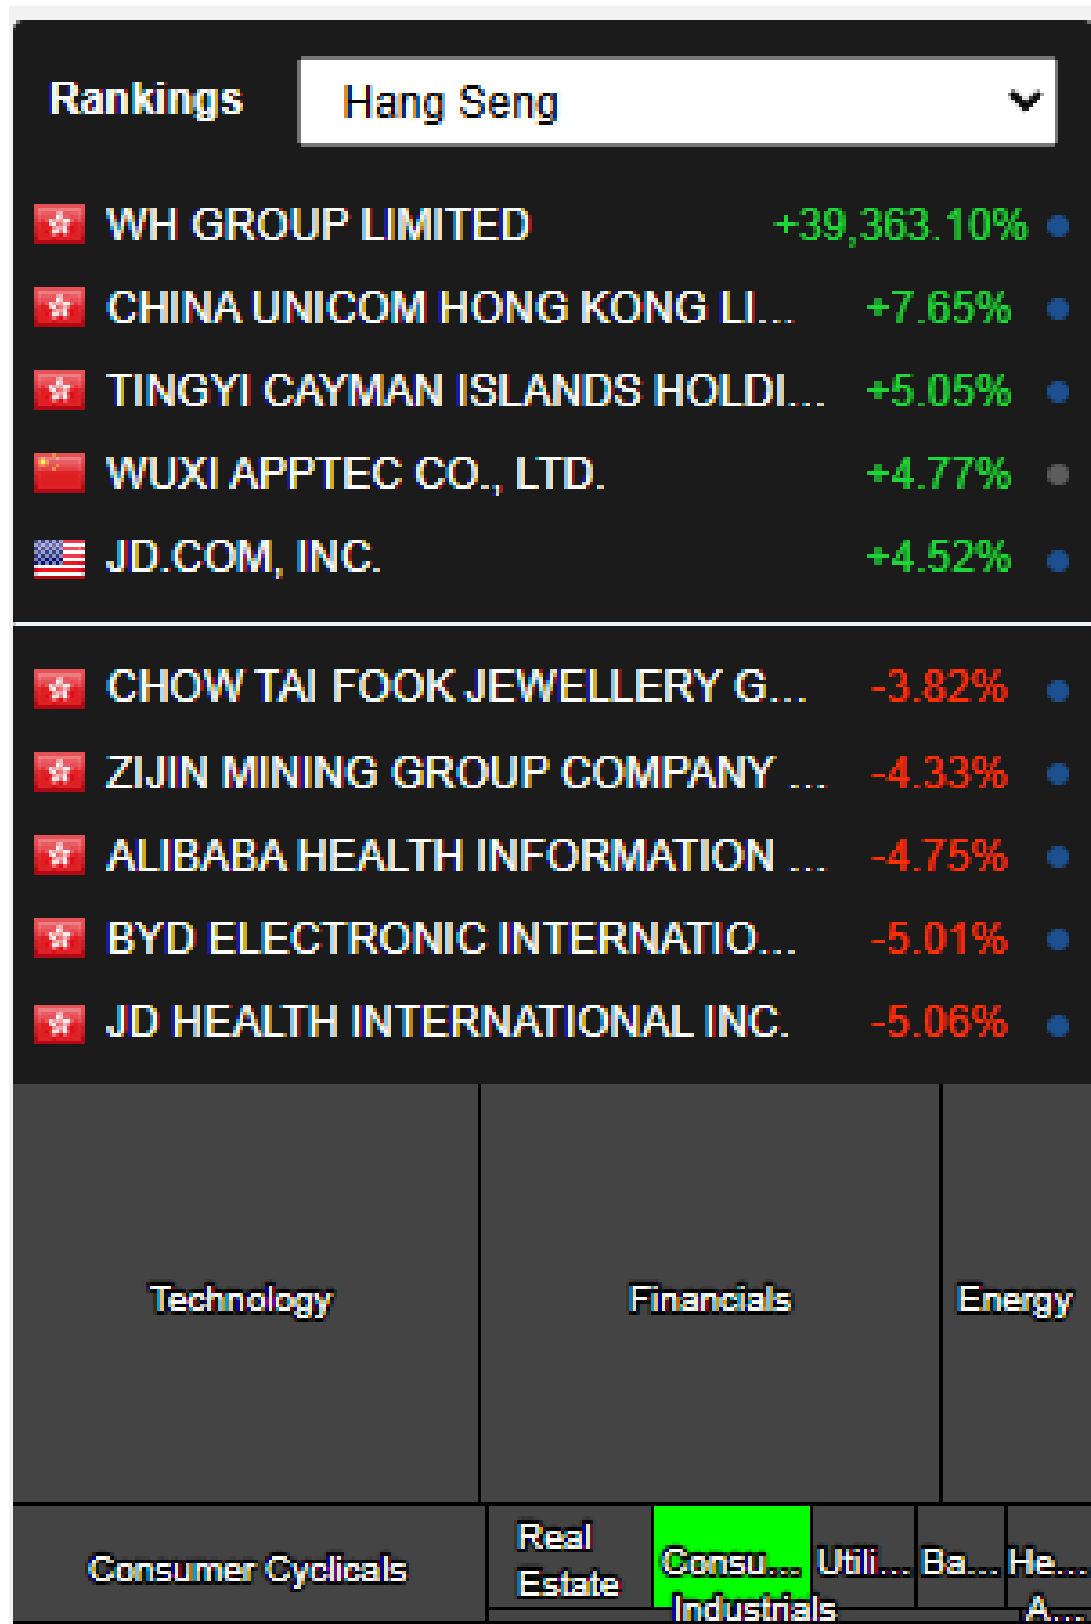 Rankings Hang Seng
WH GROUP LIMITED +39,363.10%
CHINA UNICOM HONG KONG LI... +7.65%
TINGYI CAYMAN ISLANDS HOLDI... +5.05%
WUXI APPTEC CO., LTD. +4.77%
JD.COM, INC. +4.52%
CHOW TAI FOOK JEWELLERY G... -3.82%
ZIJIN MINING GROUP COMPANY ... -4.33%
ALIBABA HEALTH INFORMATION ... -4.75%
BYD ELECTRONIC INTERNATIO... -5.01%
JD HEALTH INTERNATIONAL INC. -5.06%
Technology Financials Energy
Consumer Cyclicals
Real
Estate
Consu... Utili... Ba... He...
Industrials A...